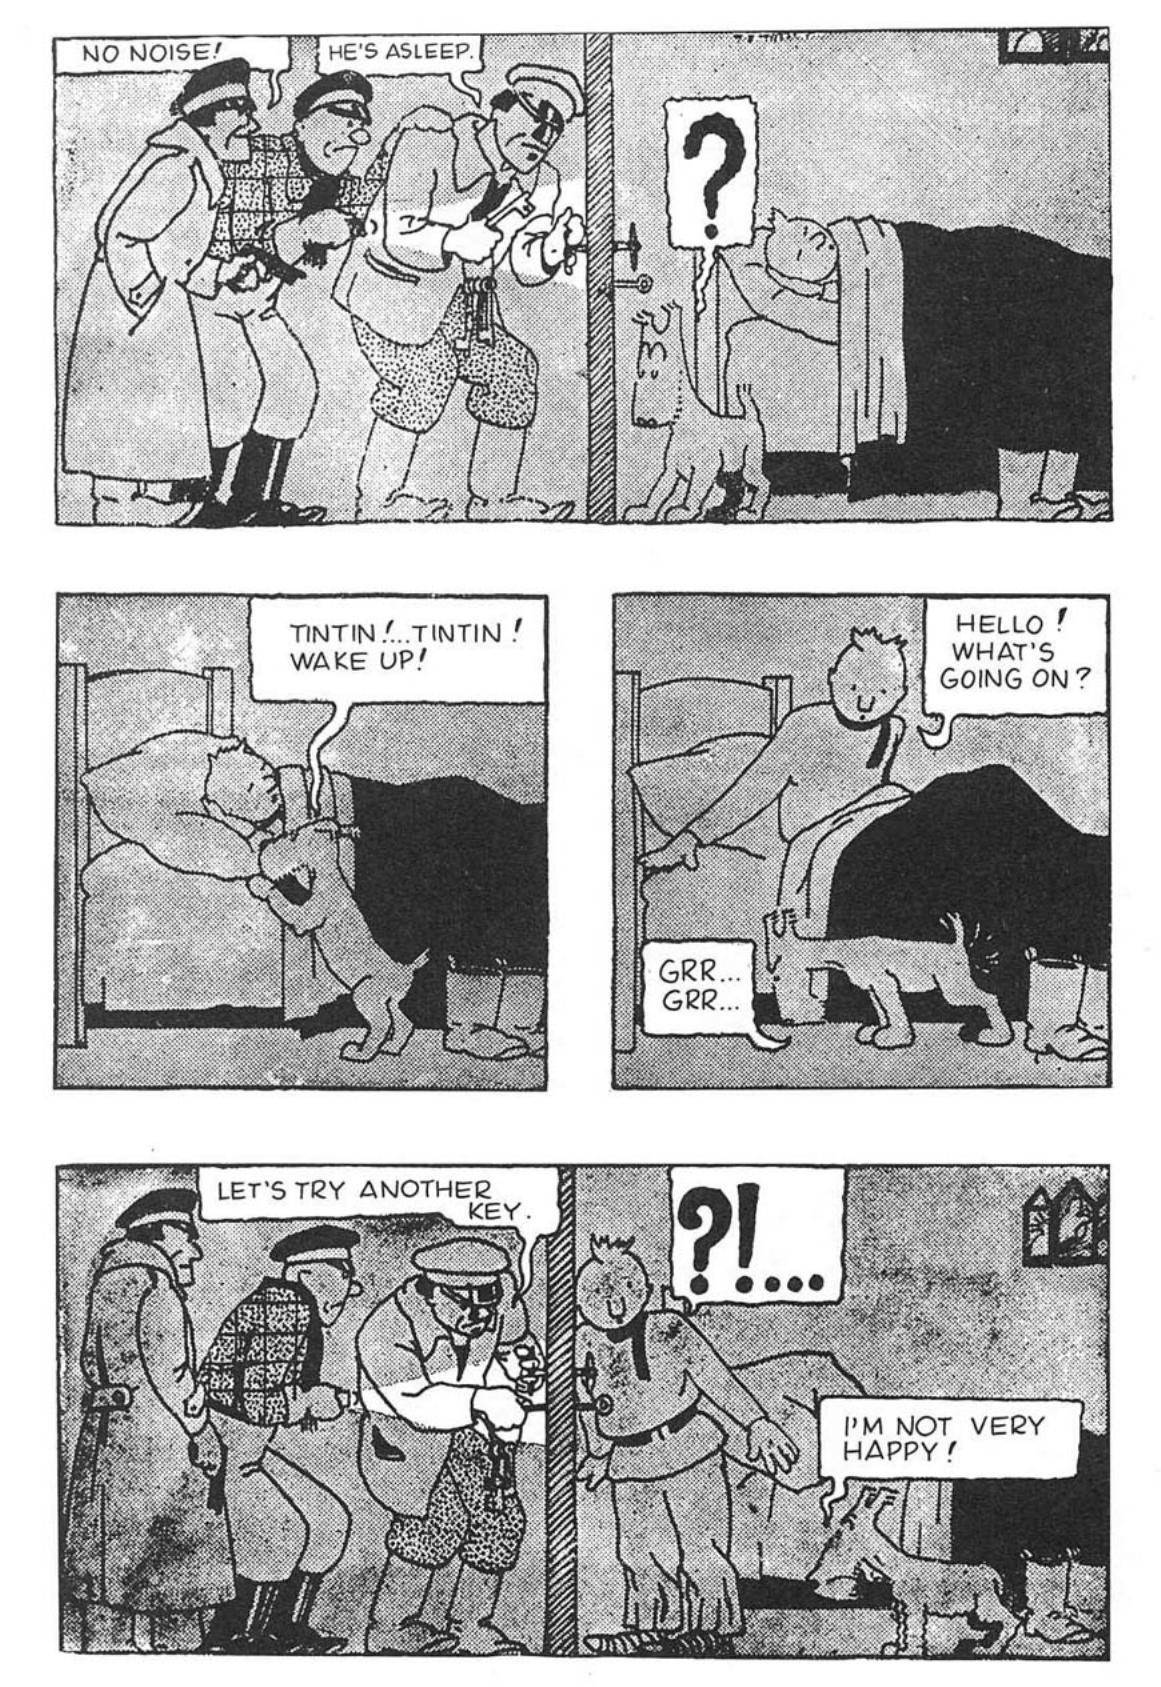 NO NOISE!
HE'S ASLEEP.
?
TINTIN!...TINTIN!
WAKE UP!
HELLO!
WHAT'S
GOING ON?
GRR...
GRR...
LET'S TRY ANOTHER
KEY.
?!....
I'M NOT VERY
HAPPY!